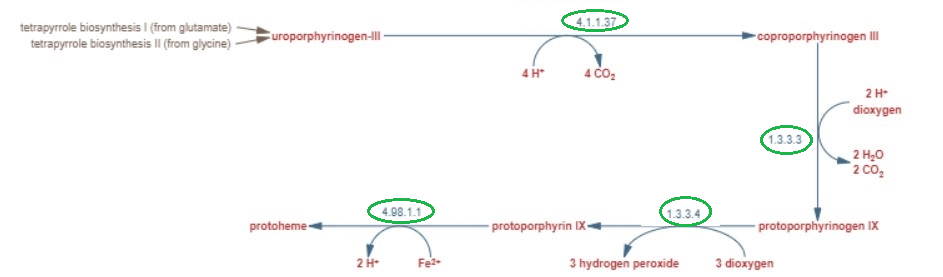 4.1.1.37
tetrapyrrole biosynthesis I (from glutamate)
tetrapyrrole biosynthesis II (from glycine)
uroporphyrinogen-III
coproporphyrinogen III
4 H+
4 CO2
2 H+
dioxygen
1.3.3.3
2 H2O
2 CO2
4.98.1.1
1.3.3.4
protoheme
protoporphyrin IX
protoporphyrinogen IX
2 H+
Fe2+
3 hydrogen peroxide
3 dioxygen